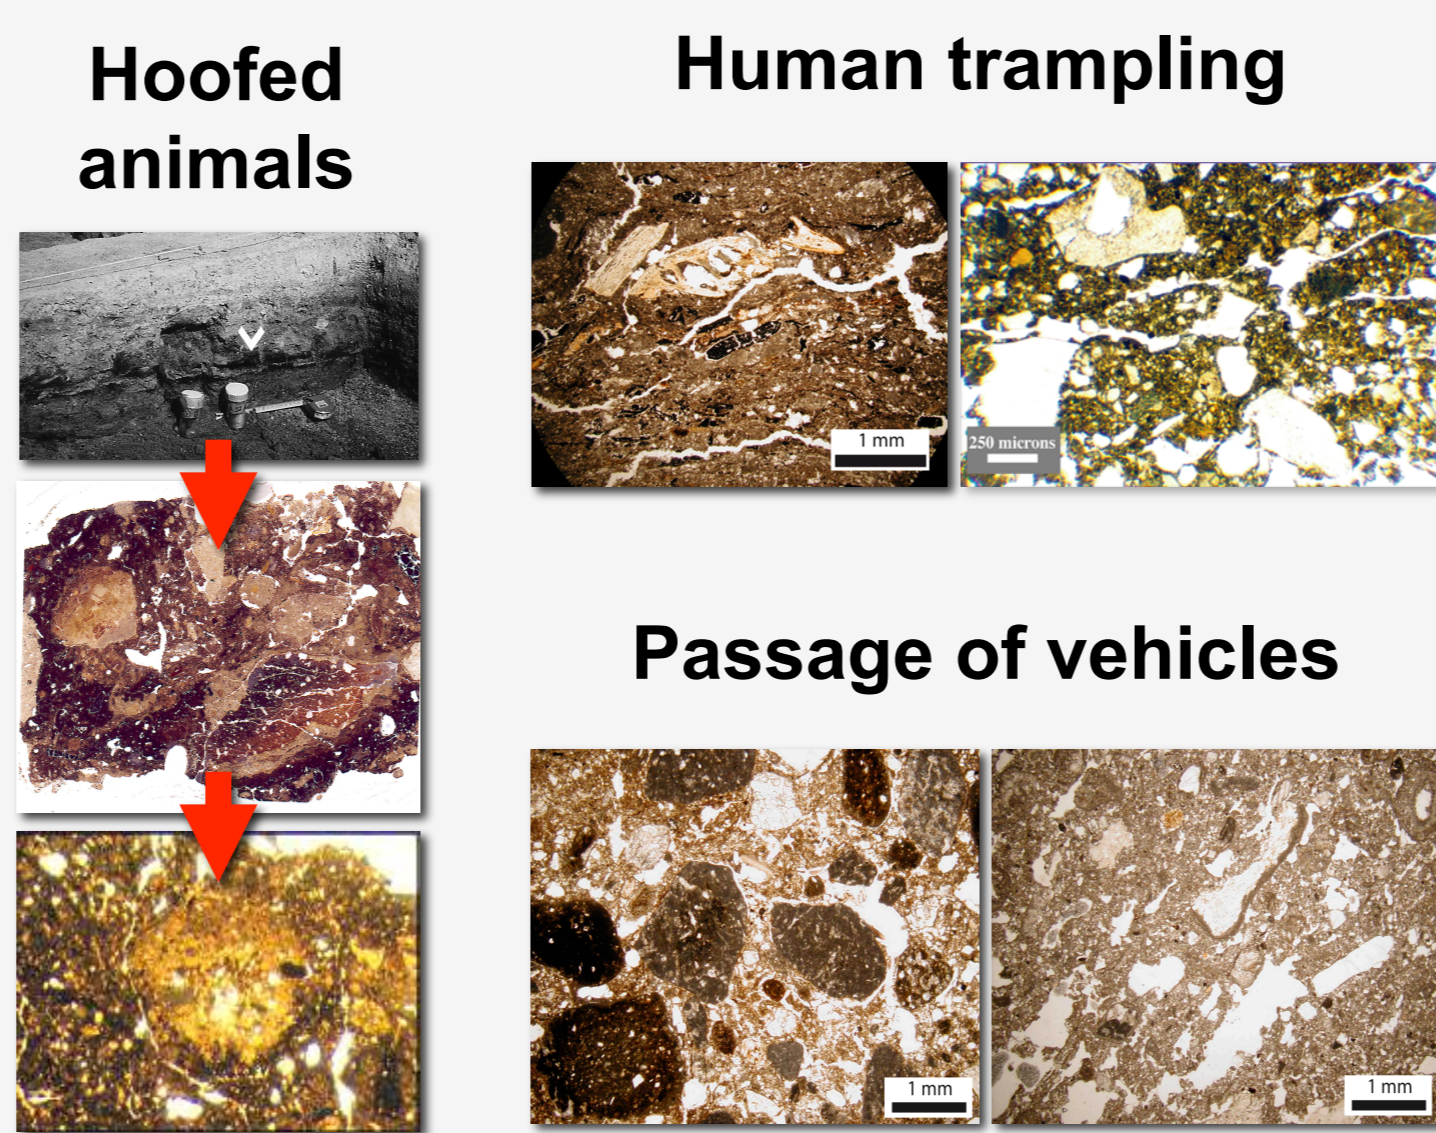 Hoofed
animals
Human trampling
1 mm
250 microns
Passage of vehicles
1 mm
1 mm